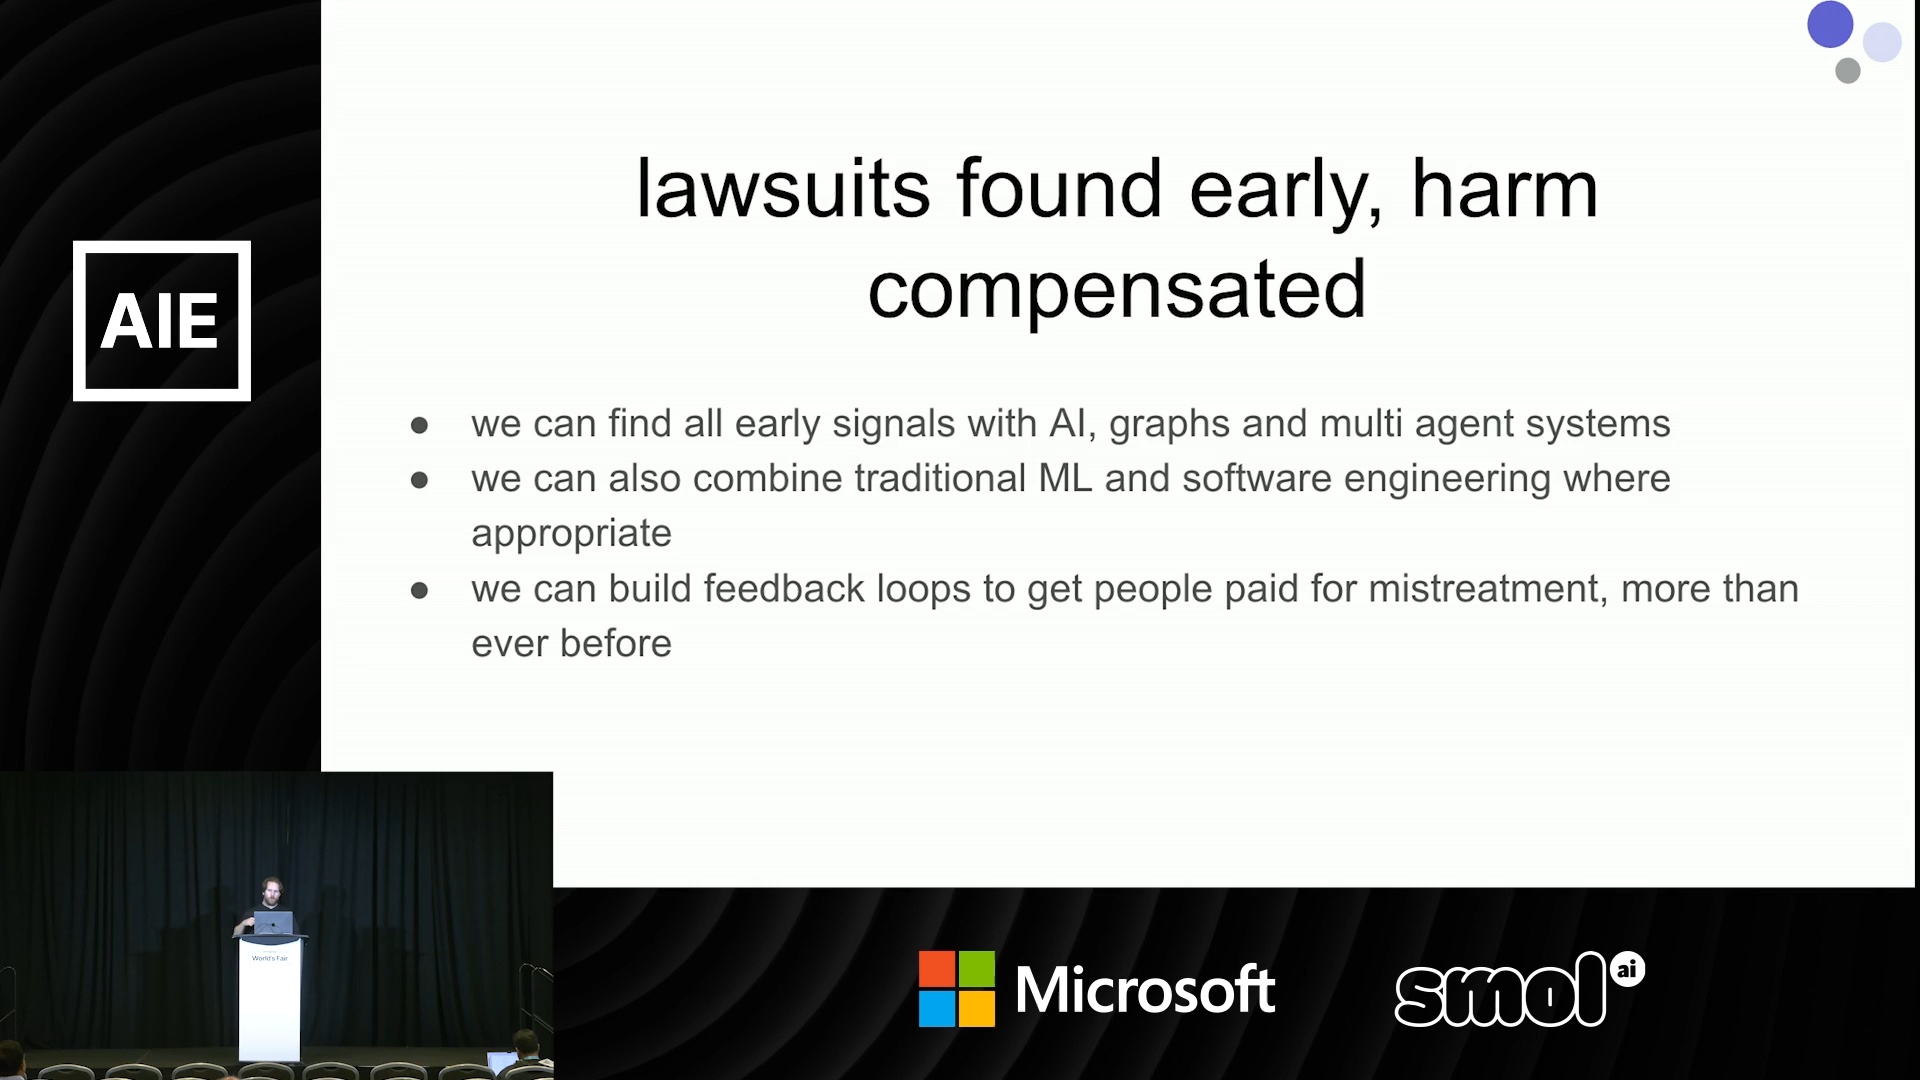 AIE
lawsuits found early, harm
compensated
● we can find all early signals with AI, graphs and multi agent systems
● we can also combine traditional ML and software engineering where
appropriate
● we can build feedback loops to get people paid for mistreatment, more than
ever before
World's Fair
Microsoft
smol ai